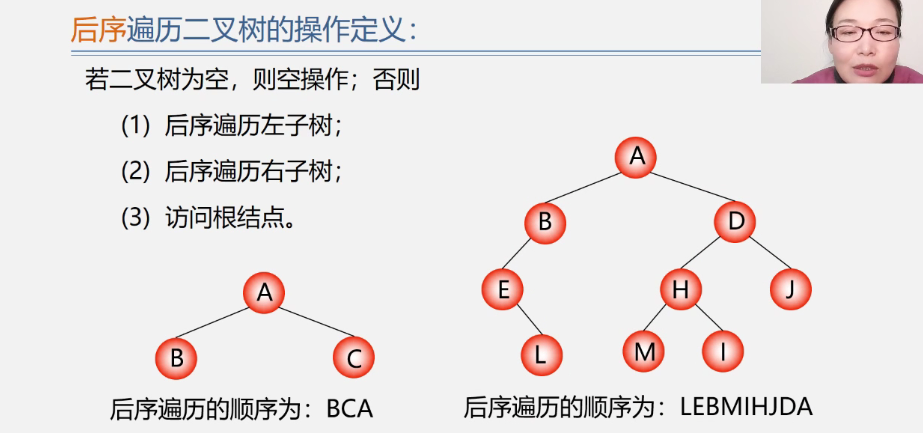 后序遍历二叉树的操作定义：
若二叉树为空，则空操作；否则
(1) 后序遍历左子树；
(2) 后序遍历右子树；
(3) 访问根结点。
A
B
C
后序遍历的顺序为：BCA
A
B
D
E
H
J
L
M
I
后序遍历的顺序为：LEBMIHJDA